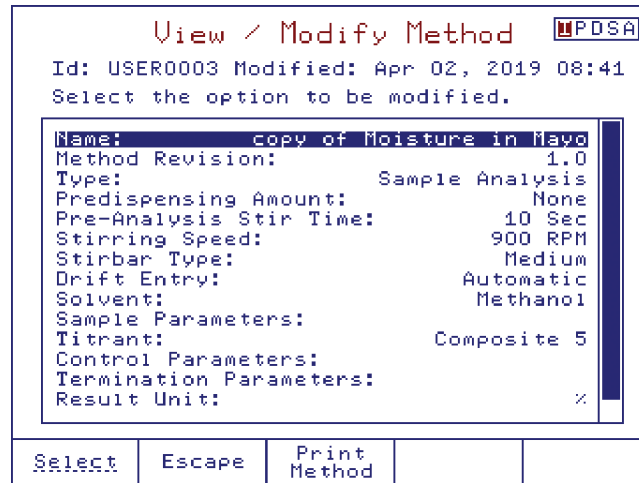 View / Modify Method
IPDSA
Id: USER0003 Modified: Apr 02, 2019 08:41
Select the option to be modified.
Name: copy of Moisture in Mayo
Method Revision: 1.0
Type: Sample Analysis
Predispensing Amount: None
Pre-Analysis Stir Time: 10 Sec
Stirring Speed: 900 RPM
Stirbar Type: Medium
Drift Entry: Automatic
Solvent: Methanol
Sample Parameters:
Titrant: Composite 5
Control Parameters:
Termination Parameters:
Result Unit: %
Select
Escape
Print
Method